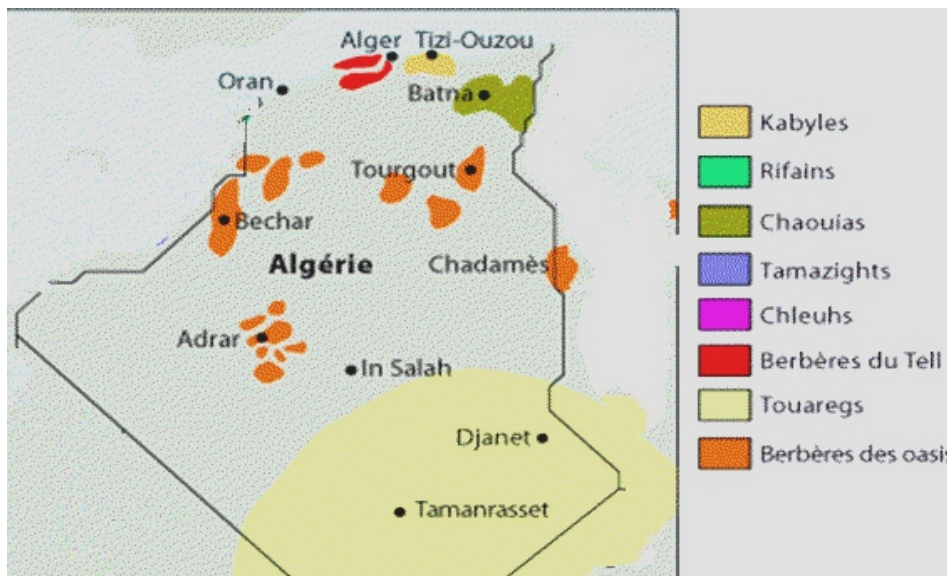 Alger
Tizi-Ouzou
Oran
Batna
Tourgout
Bechar
Algérie
Chadamès
Adrar
In Salah
Djanet
Tamanrasset
Kabyles
Rifains
Chaouias
Tamazights
Chleuhs
Berbères du Tell
Touaregs
Berbères des oasis